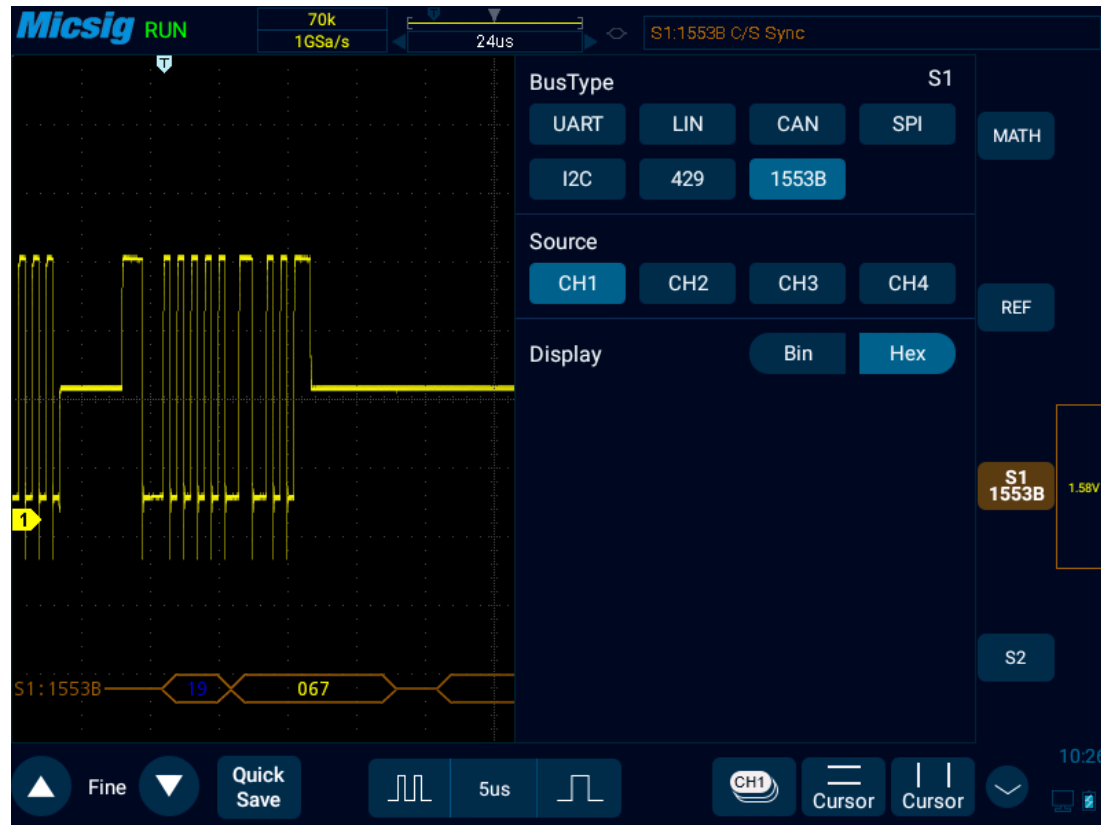 Micsig RUN 70k 1GSa/s 24us S1:1553B C/S Sync
T
BusType S1
UART LIN CAN SPI
I2C 429 1553B
Source
CH1 CH2 CH3 CH4
Display Bin Hex
MATH
REF
S1
1553B
1.58V
S2
1
S1:1553B 19 067
Fine
Quick
Save
5us
CH1
Cursor
Cursor
10:26